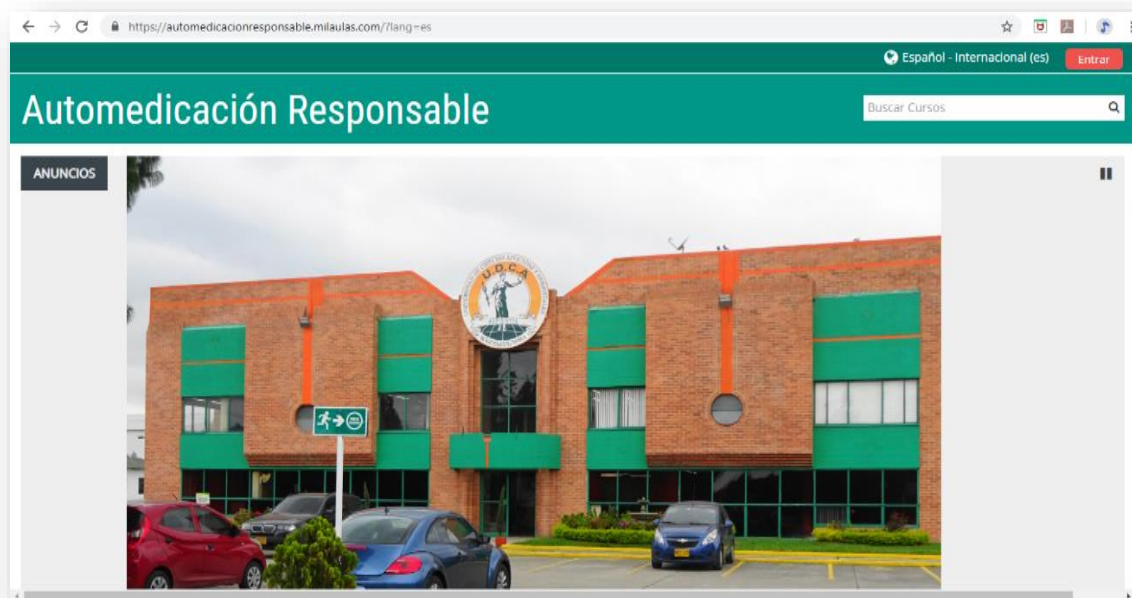 https://automedicacionresponsable.milaulas.com/?lang=es
Español - Internacional (es)
Entrar
Automedicación Responsable
Buscar Cursos
ANUNCIOS
U.D.C.A